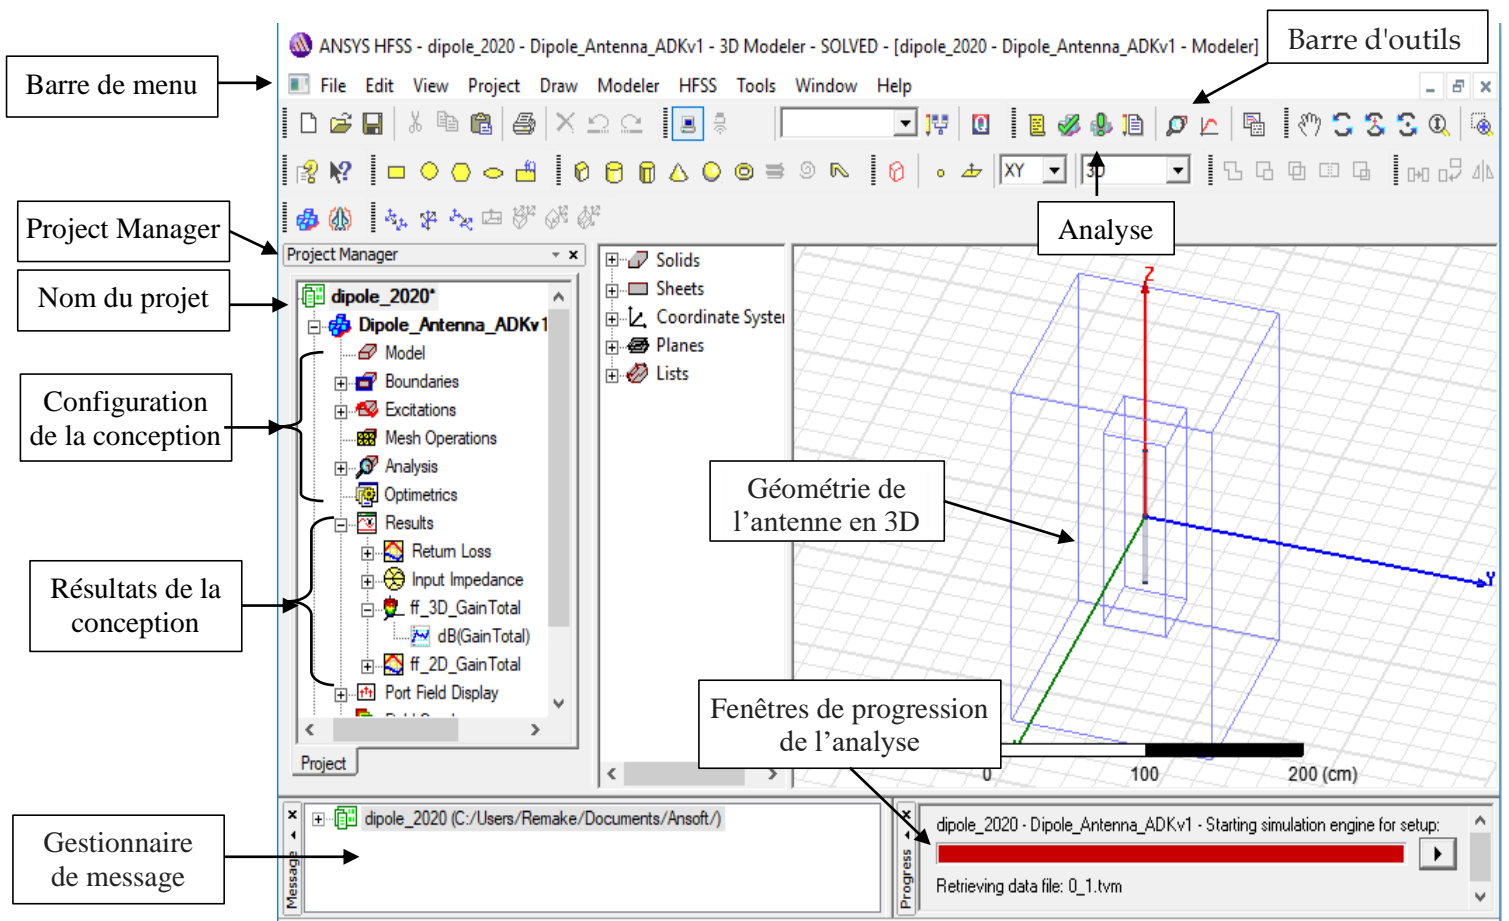 ANSYS HFSS - dipole_2020 - Dipole_Antenna_ADKv1 - 3D Modeler - SOLVED - [dipole_2020 - Dipole_Antenna_ADKv1 - Modeler]
Barre d'outils
Barre de menu
File Edit View Project Draw Modeler HFSS Tools Window Help
XY
3D
Analyse
Project Manager
Project Manager
Nom du projet
dipole_2020*
Dipole_Antenna_ADKv1
Model
Boundaries
Excitations
Mesh Operations
Analysis
Optimetrics
Results
Return Loss
Input Impedance
ff_3D_GainTotal
dB(GainTotal)
ff_2D_GainTotal
Port Field Display
Project
Configuration
de la conception
Résultats de la
conception
Solids
Sheets
Coordinate Syster
Planes
Lists
Z
Y
Géométrie de
l’antenne en 3D
Fenêtres de progression
de l’analyse
0 100 200 (cm)
Gestionnaire
de message
Message
dipole_2020 (C:/Users/Remake/Documents/Ansoft/)
Progress
dipole_2020 - Dipole_Antenna_ADKv1 - Starting simulation engine for setup:
Retrieving data file: 0_1.tvm